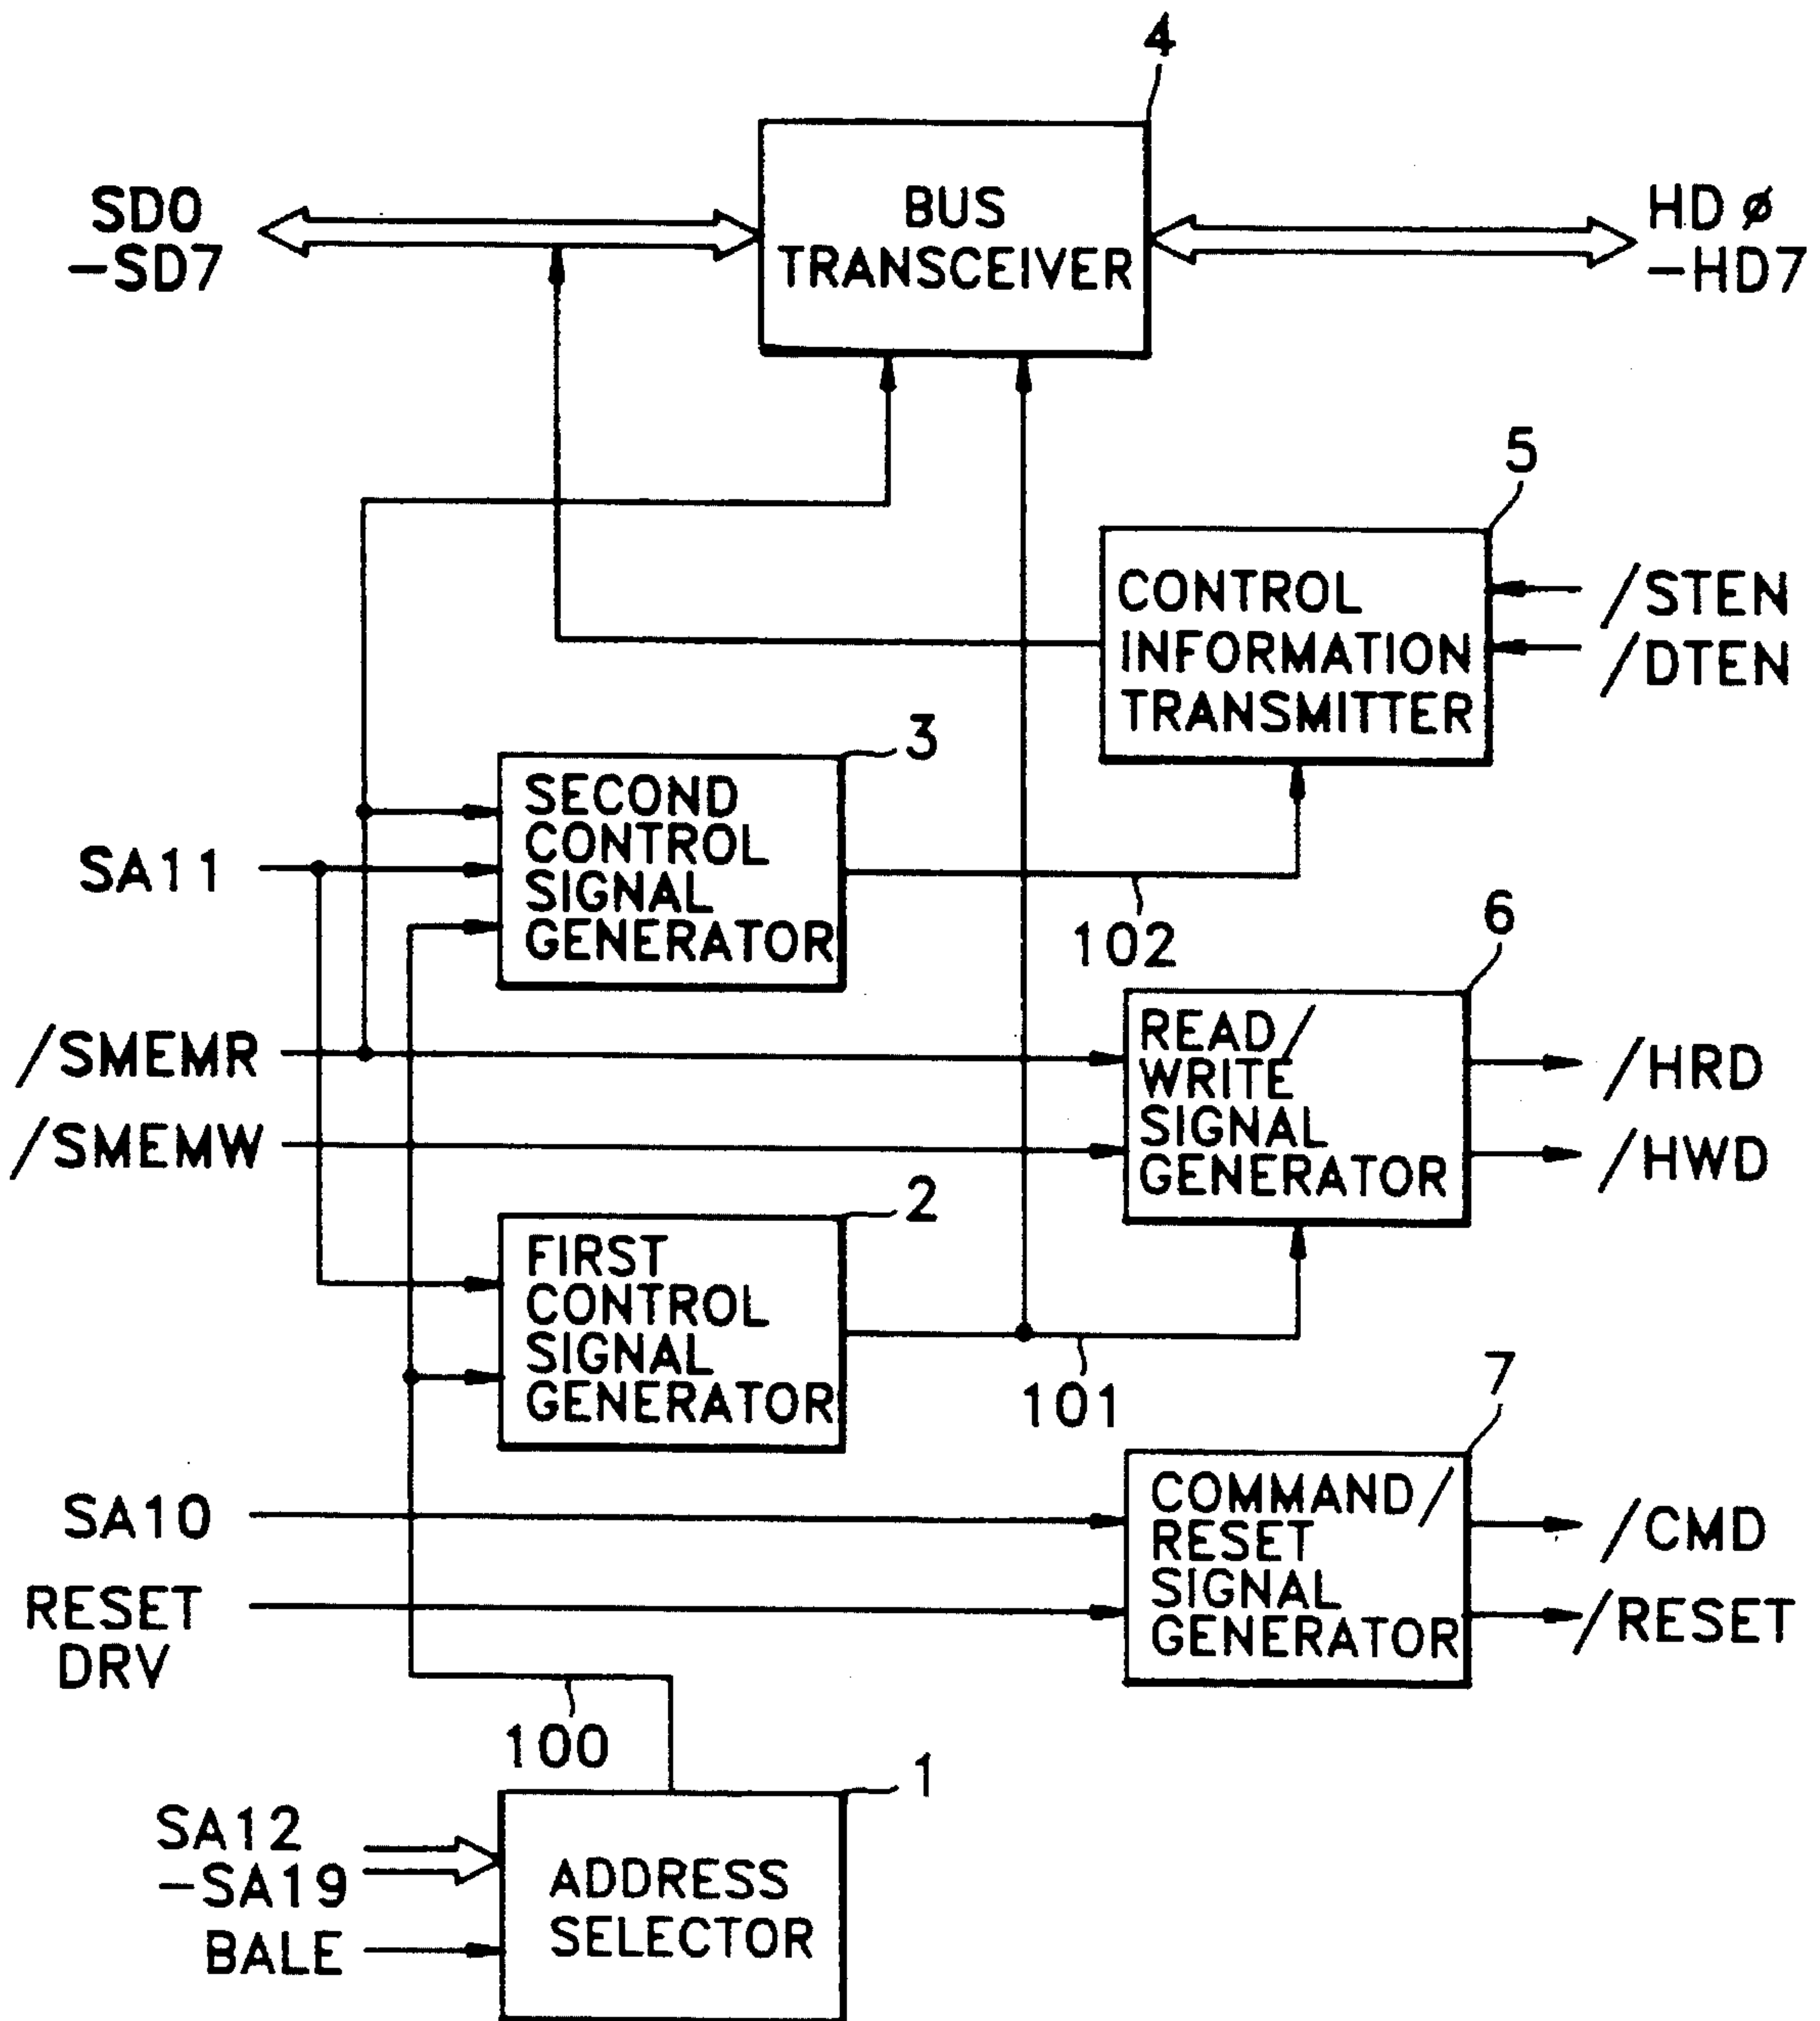 4
SD0
-SD7
BUS
TRANSCEIVER
HDø
-HD7
5
CONTROL
INFORMATION
TRANSMITTER
/STEN
/DTEN
3
SECOND
CONTROL
SIGNAL
GENERATOR
SA11
102
6
/SMEMR
/SMEMW
READ/
WRITE
SIGNAL
GENERATOR
/HRD
/HWD
2
FIRST
CONTROL
SIGNAL
GENERATOR
101
7
SA10
RESET
DRV
COMMAND/
RESET
SIGNAL
GENERATOR
/CMD
/RESET
100
1
SA12
-SA19
BALE
ADDRESS
SELECTOR